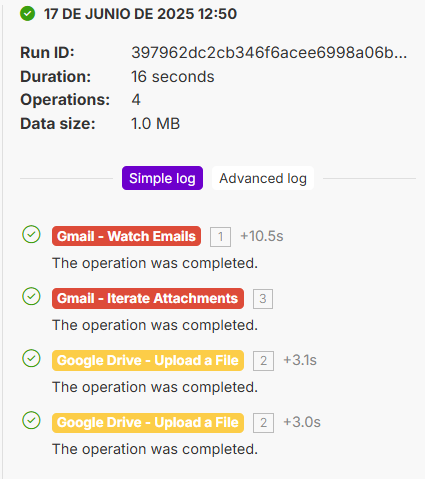 17 DE JUNIO DE 2025 12:50
Run ID: 397962dc2cb346f6acee6998a06b...
Duration: 16 seconds
Operations: 4
Data size: 1.0 MB
Simple log Advanced log
Gmail - Watch Emails 1 +10.5s
The operation was completed.
Gmail - Iterate Attachments 3
The operation was completed.
Google Drive - Upload a File 2 +3.1s
The operation was completed.
Google Drive - Upload a File 2 +3.0s
The operation was completed.